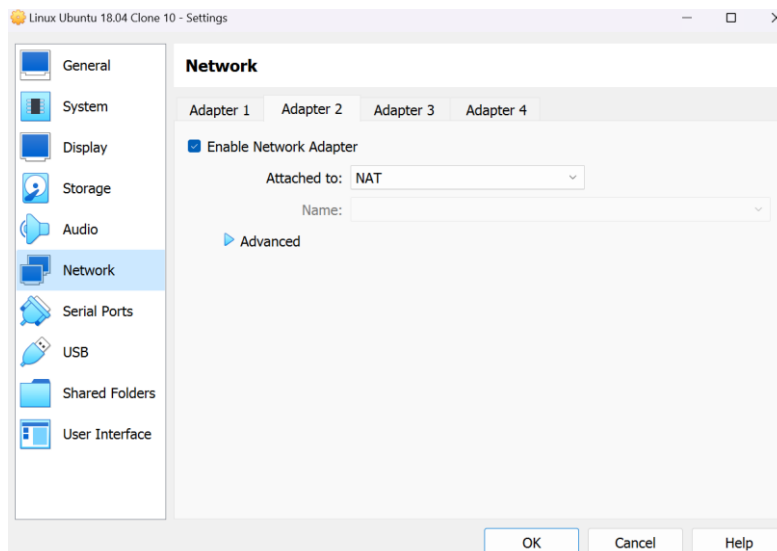 Linux Ubuntu 18.04 Clone 10 - Settings
General
System
Display
Storage
Audio
Network
Serial Ports
USB
Shared Folders
User Interface
Network
Adapter 1 Adapter 2 Adapter 3 Adapter 4
Enable Network Adapter
Attached to: NAT
Name:
Advanced
OK Cancel Help